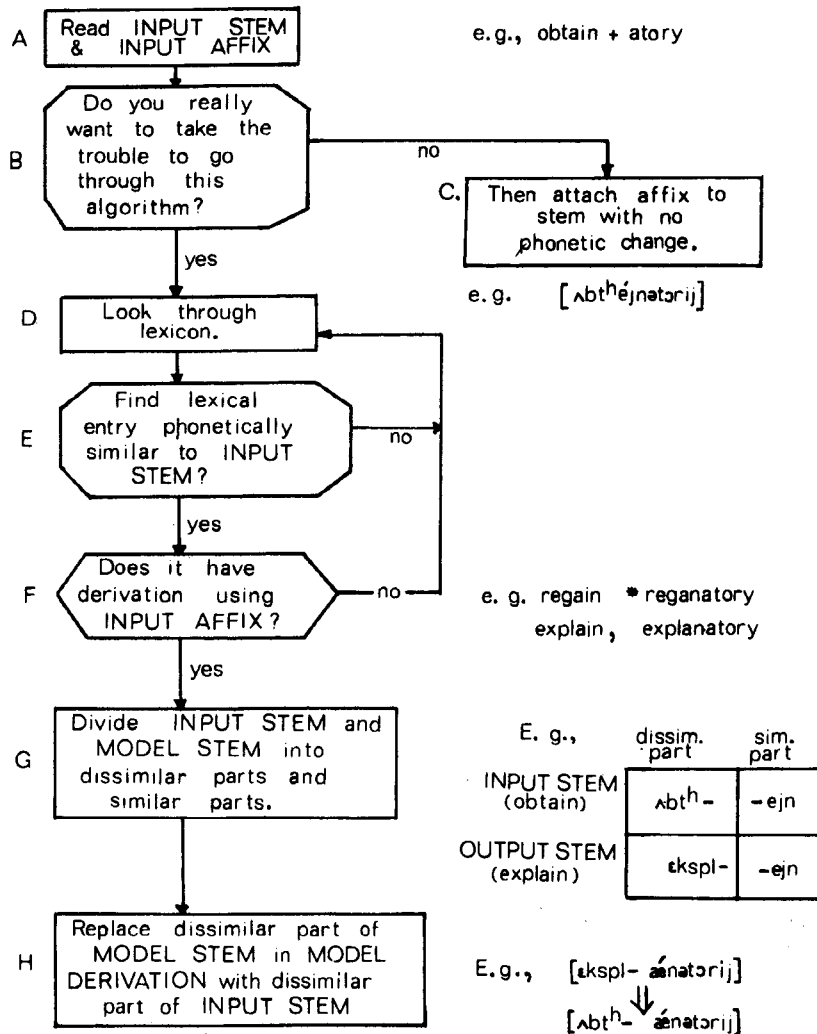 A
Read INPUT STEM
& INPUT AFFIX
e.g., obtain + atory
B
Do you really
want to take the
trouble to go
through this
algorithm?
no
C.
Then attach affix to
stem with no
phonetic change.
yes
e.g. [ʌbtʰéjnətɔrij]
D
Look through
lexicon.
E
Find lexical
entry phonetically
similar to INPUT
STEM?
no
yes
F
Does it have
derivation using
INPUT AFFIX?
no
e. g. regain *reganatory
explain, explanatory
yes
G
Divide INPUT STEM and
MODEL STEM into
dissimilar parts and
similar parts.
E. g., dissim. sim.
part part
INPUT STEM
(obtain)
ʌbtʰ- -ejn
OUTPUT STEM
(explain)
ɛkspl- -ejn
H
Replace dissimilar part of
MODEL STEM in MODEL
DERIVATION with dissimilar
part of INPUT STEM
E.g., [ɛkspl- ǽnətɔrij]
⇓
[ʌbtʰ- ǽnətɔrij]